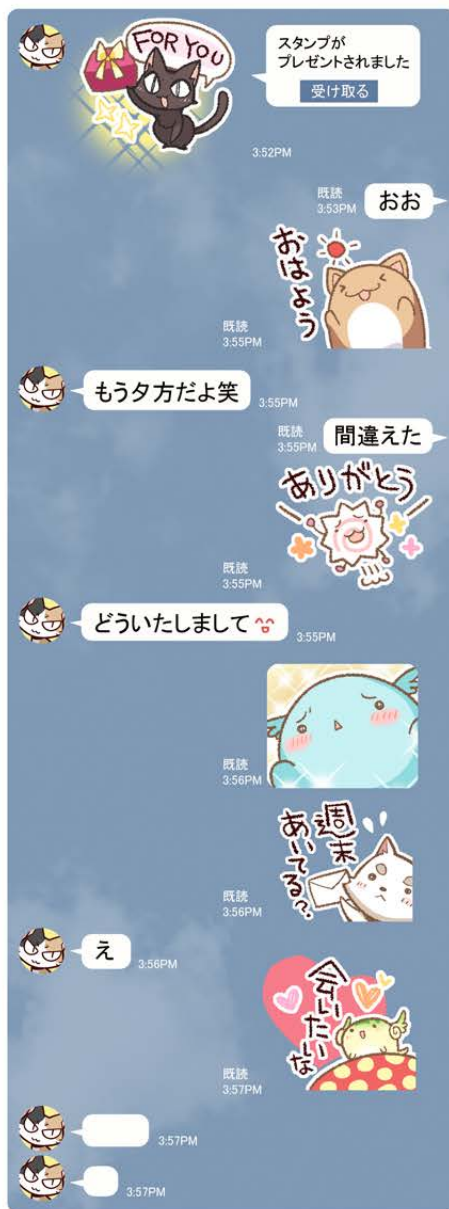 FOR YOU
スタンプが
プレゼントされました
受け取る
3:52PM
既読
3:53PM
おお
おはよう
既読
3:55PM
もう夕方だよ笑
3:55PM
既読
3:55PM
間違えた
ありがとう
既読
3:55PM
どういたしまして
3:55PM
既読
3:56PM
週末
あいてる?
既読
3:56PM
え
3:56PM
会いたいな
既読
3:57PM
3:57PM
3:57PM